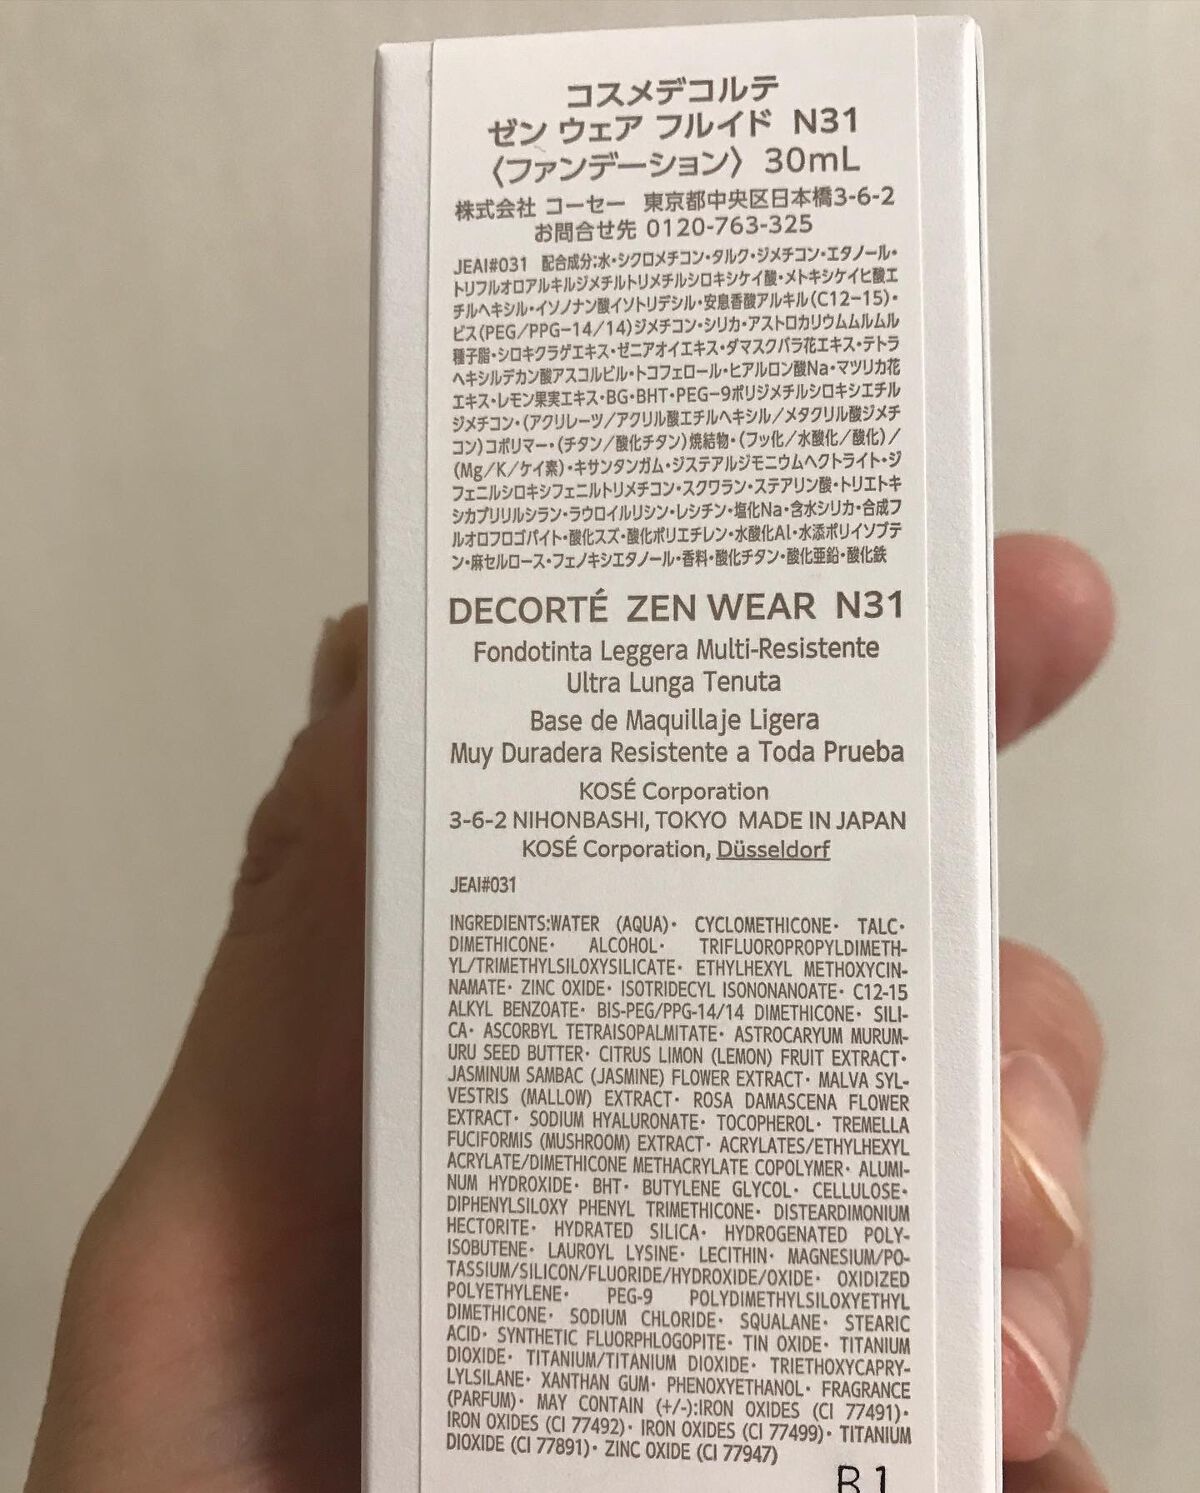 コスメデコルテ
ゼン ウェア フルイド N31
〈ファンデーション〉 30mL
株式会社 コーセー 東京都中央区日本橋3-6-2
お問合せ先 0120-763-325
JEAI#031 配合成分:水・シクロメチコン・タルク・ジメチコン・エタノール・
トリフルオロアルキルジメチルトリメチルシロキシケイ酸・メトキシケイヒ酸エ
チルヘキシル・イソノナン酸イソトリデシル・安息香酸アルキル(C12-15)・
ビス(PEG/PPG-14/14)ジメチコン・シリカ・アストロカリウムムルムル
種子脂・シロキクラゲエキス・ゼニアオイエキス・ダマスクバラ花エキス・テトラ
ヘキシルデカン酸アスコルビル・トコフェロール・ヒアルロン酸Na・マツリカ花
エキス・レモン果実エキス・BG・BHT・PEG-9ポリジメチルシロキシエチル
ジメチコン・(アクリレーツ/アクリル酸エチルヘキシル/メタクリル酸ジメチ
コン)コポリマー・(チタン/酸化チタン)焼結物・(フッ化/水酸化/酸化)/
(Mg/K/ケイ素)・キサンタンガム・ジステアルジモニウムヘクトライト・ジ
フェニルシロキシフェニルトリメチコン・スクワラン・ステアリン酸・トリエトキ
シカプリリルシラン・ラウロイルリシン・レシチン・塩化Na・含水シリカ・合成フ
ルオロフロゴパイト・酸化スズ・酸化ポリエチレン・水酸化Al・水添ポリイソブテ
ン・麻セルロース・フェノキシエタノール・香料・酸化チタン・酸化亜鉛・酸化鉄
DECORTÉ ZEN WEAR N31
Fondotinta Leggera Multi-Resistente
Ultra Lunga Tenuta
Base de Maquillaje Ligera
Muy Duradera Resistente a Toda Prueba
KOSÉ Corporation
3-6-2 NIHONBASHI, TOKYO MADE IN JAPAN
KOSÉ Corporation, Düsseldorf
JEAI#031
INGREDIENTS:WATER (AQUA)・ CYCLOMETHICONE・ TALC・
DIMETHICONE・ ALCOHOL・ TRIFLUOROPROPYLDIMETH-
YL/TRIMETHYLSILOXYSILICATE・ ETHYLHEXYL METHOXYCIN-
NAMATE・ ZINC OXIDE・ ISOTRIDECYL ISONONANOATE・ C12-15
ALKYL BENZOATE・ BIS-PEG/PPG-14/14 DIMETHICONE・ SILI-
CA・ ASCORBYL TETRAISOPALMITATE・ ASTROCARYUM MURUM-
URU SEED BUTTER・ CITRUS LIMON (LEMON) FRUIT EXTRACT・
JASMINUM SAMBAC (JASMINE) FLOWER EXTRACT・ MALVA SYL-
VESTRIS (MALLOW) EXTRACT・ ROSA DAMASCENA FLOWER
EXTRACT・ SODIUM HYALURONATE・ TOCOPHEROL・ TREMELLA
FUCIFORMIS (MUSHROOM) EXTRACT・ ACRYLATES/ETHYLHEXYL
ACRYLATE/DIMETHICONE METHACRYLATE COPOLYMER・ ALUMI-
NUM HYDROXIDE・ BHT・ BUTYLENE GLYCOL・ CELLULOSE・
DIPHENYLSILOXY PHENYL TRIMETHICONE・ DISTEARDIMONIUM
HECTORITE・ HYDRATED SILICA・ HYDROGENATED POLY-
ISOBUTENE・ LAUROYL LYSINE・ LECITHIN・ MAGNESIUM/PO-
TASSIUM/SILICON/FLUORIDE/HYDROXIDE/OXIDE・ OXIDIZED
POLYETHYLENE・ PEG-9 POLYDIMETHYLSILOXYETHYL
DIMETHICONE・ SODIUM CHLORIDE・ SQUALANE・ STEARIC
ACID・ SYNTHETIC FLUORPHLOGOPITE・ TIN OXIDE・ TITANIUM
DIOXIDE・ TITANIUM/TITANIUM DIOXIDE・ TRIETHOXYCAPRY-
LYLSILANE・ XANTHAN GUM・ PHENOXYETHANOL・ FRAGRANCE
(PARFUM)・ MAY CONTAIN (+/-):IRON OXIDES (CI 77491)・
IRON OXIDES (CI 77492)・ IRON OXIDES (CI 77499)・ TITANIUM
DIOXIDE (CI 77891)・ ZINC OXIDE (CI 77947)